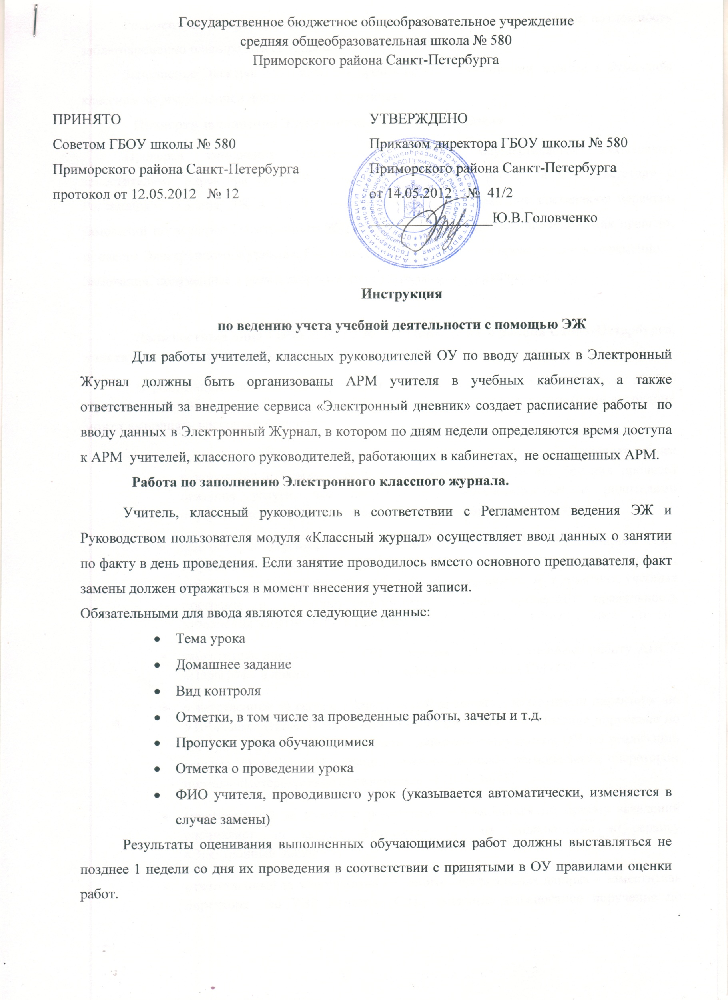 Государственное бюджетное общеобразовательное учреждение
средняя общеобразовательная школа № 580
Приморского района Санкт-Петербурга
ПРИНЯТО
Советом ГБОУ школы № 580
Приморского района Санкт-Петербурга
протокол от 12.05.2012 № 12
УТВЕРЖДЕНО
Приказом директора ГБОУ школы № 580
Приморского района Санкт-Петербурга
от 14.05.2012 № 41/2
Ю.В.Головченко
Инструкция
по ведению учета учебной деятельности с помощью ЭЖ
Для работы учителей, классных руководителей ОУ по вводу данных в Электронный
Журнал должны быть организованы АРМ учителя в учебных кабинетах, а также
ответственный за внедрение сервиса «Электронный дневник» создает расписание работы по
вводу данных в Электронный Журнал, в котором по дням недели определяются время доступа
к АРМ учителей, классного руководителей, работающих в кабинетах, не оснащенных АРМ.
Работа по заполнению Электронного классного журнала.
Учитель, классный руководитель в соответствии с Регламентом ведения ЭЖ и
Руководством пользователя модуля «Классный журнал» осуществляет ввод данных о занятии
по факту в день проведения. Если занятие проводилось вместо основного преподавателя, факт
замены должен отражаться в момент внесения учетной записи.
Обязательными для ввода являются следующие данные:
• Тема урока
• Домашнее задание
• Вид контроля
• Отметки, в том числе за проведенные работы, зачеты и т.д.
• Пропуски урока обучающимися
• Отметка о проведении урока
• ФИО учителя, проводившего урок (указывается автоматически, изменяется в
случае замены)
Результаты оценивания выполненных обучающимися работ должны выставляться не
позднее 1 недели со дня их проведения в соответствии с принятыми в ОУ правилами оценки
работ.
Администрация Приморского района Санкт-Петербурга